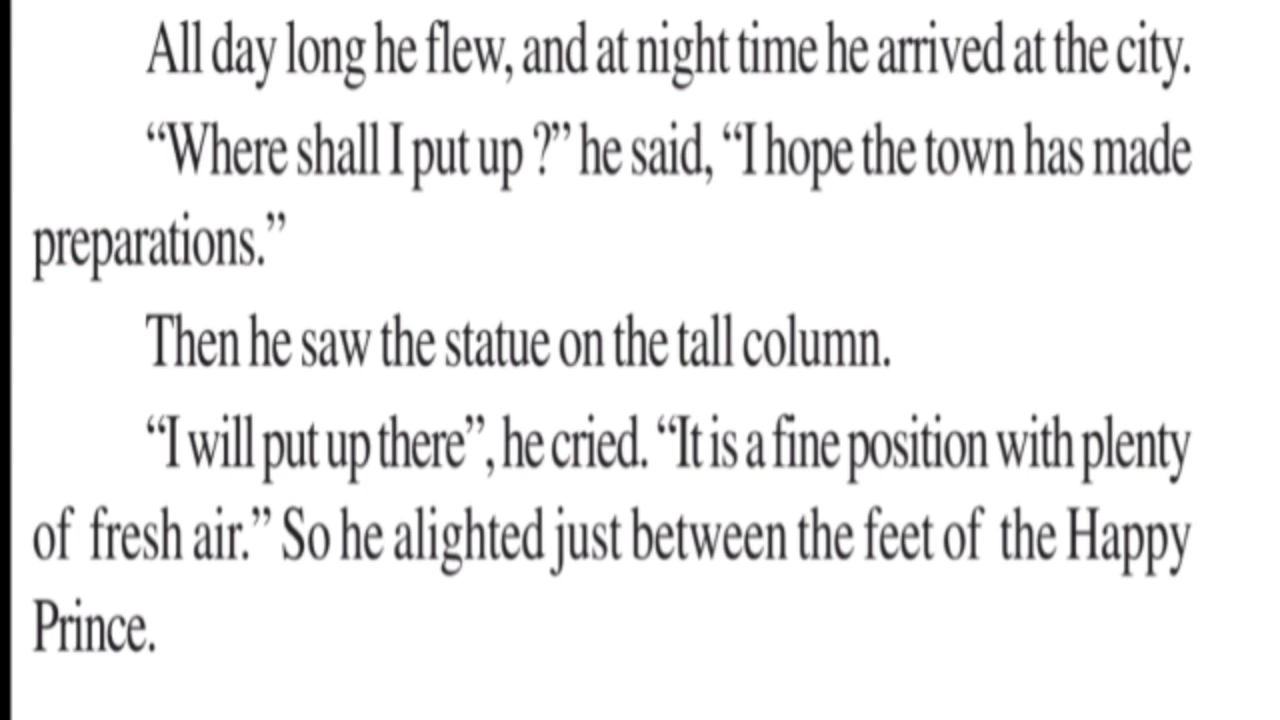 All day long he flew, and at night time he arrived at the city.
“Where shall I put up ?” he said, “I hope the town has made
preparations.”
Then he saw the statue on the tall column.
“I will put up there”, he cried. “It is a fine position with plenty
of fresh air.” So he alighted just between the feet of the Happy
Prince.